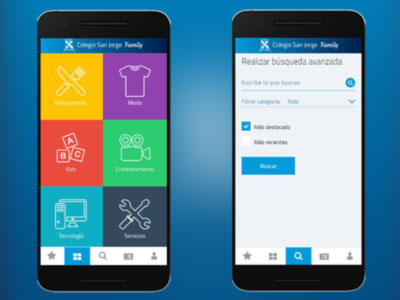 Colegio San Jorge Family
Restaurantes
Moda
A
B
C
Kids
Entretenimiento
Tecnología
Servicios
Colegio San Jorge Family
Realizar búsqueda avanzada
Escribe lo que buscas
Filtrar categoría: Todo
Más destacado
Más recientes
Buscar